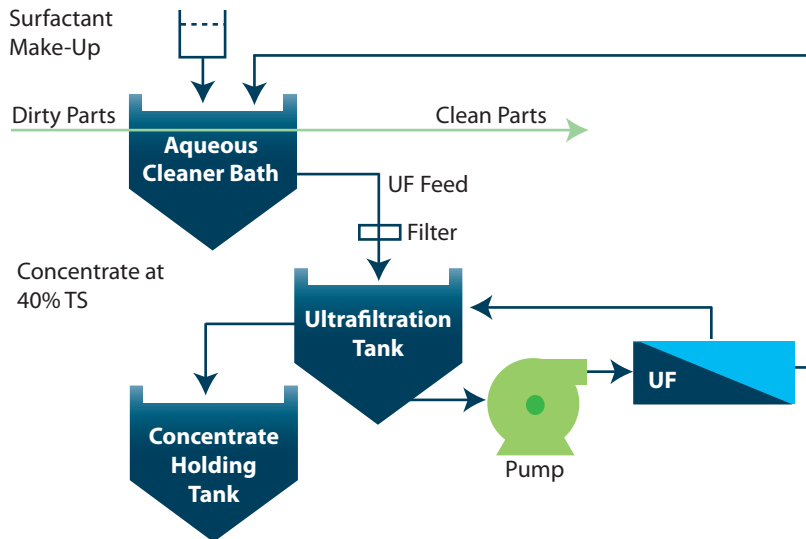 Surfactant
Make-Up
Dirty Parts
Clean Parts
Aqueous
Cleaner Bath
UF Feed
Filter
Concentrate at
40% TS
Ultrafiltration
Tank
UF
Concentrate
Holding
Tank
Pump